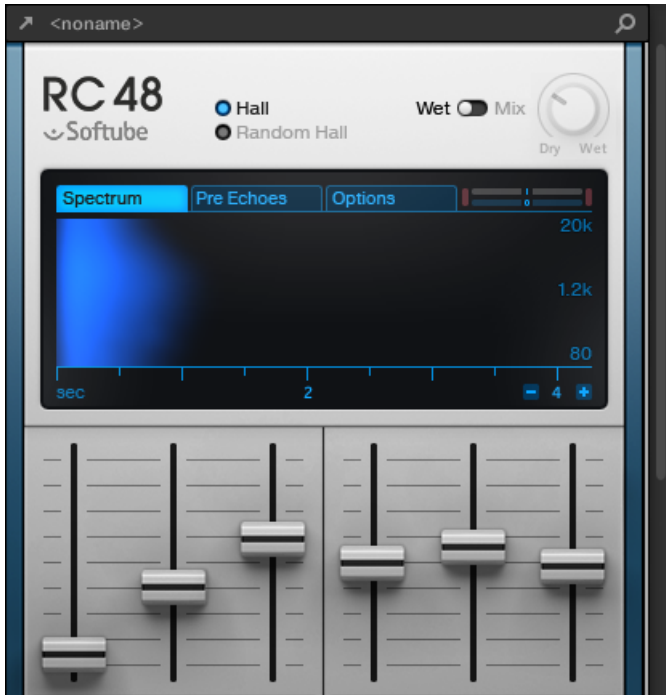 <noname>
RC 48
Softube
Hall
Random Hall
Wet Mix
Dry Wet
Spectrum Pre Echoes Options
0
20k
1.2k
80
sec 2 - 4 +